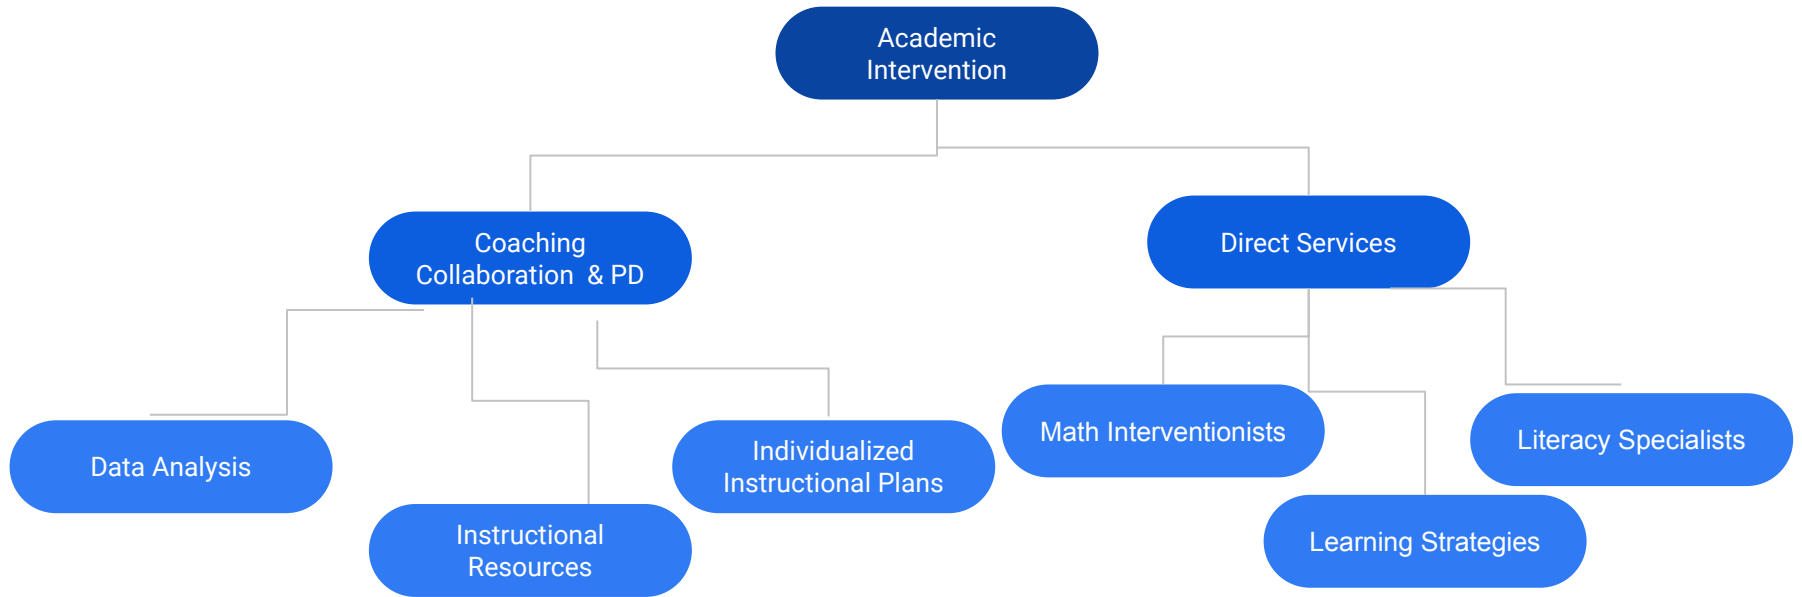 Academic
Intervention
Coaching
Collaboration  & PD
Direct Services
Data Analysis
Instructional
Resources
Individualized
Instructional Plans
Math Interventionists
Learning Strategies
Literacy Specialists